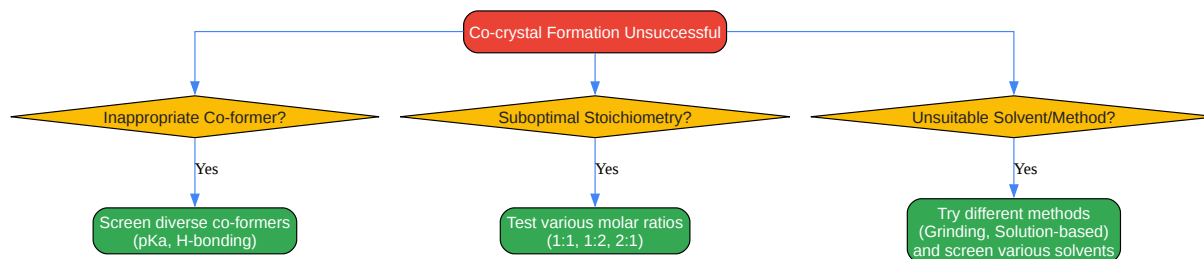 Co-crystal Formation Unsuccessful
Inappropriate Co-former?
Suboptimal Stoichiometry?
Unsuitable Solvent/Method?
Yes
Yes
Yes
Screen diverse co-formers
(pKa, H-bonding)
Test various molar ratios
(1:1, 1:2, 2:1)
Try different methods
(Grinding, Solution-based)
and screen various solvents